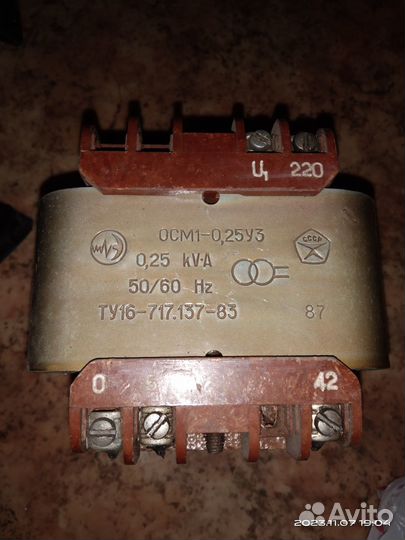 U₁ 220
ОСМ1-0,25У3
СССР
0,25 kV·A
50/60 Hz
ТУ16-717.137-83 87
0 42
Avito
2023.11.07 19:04